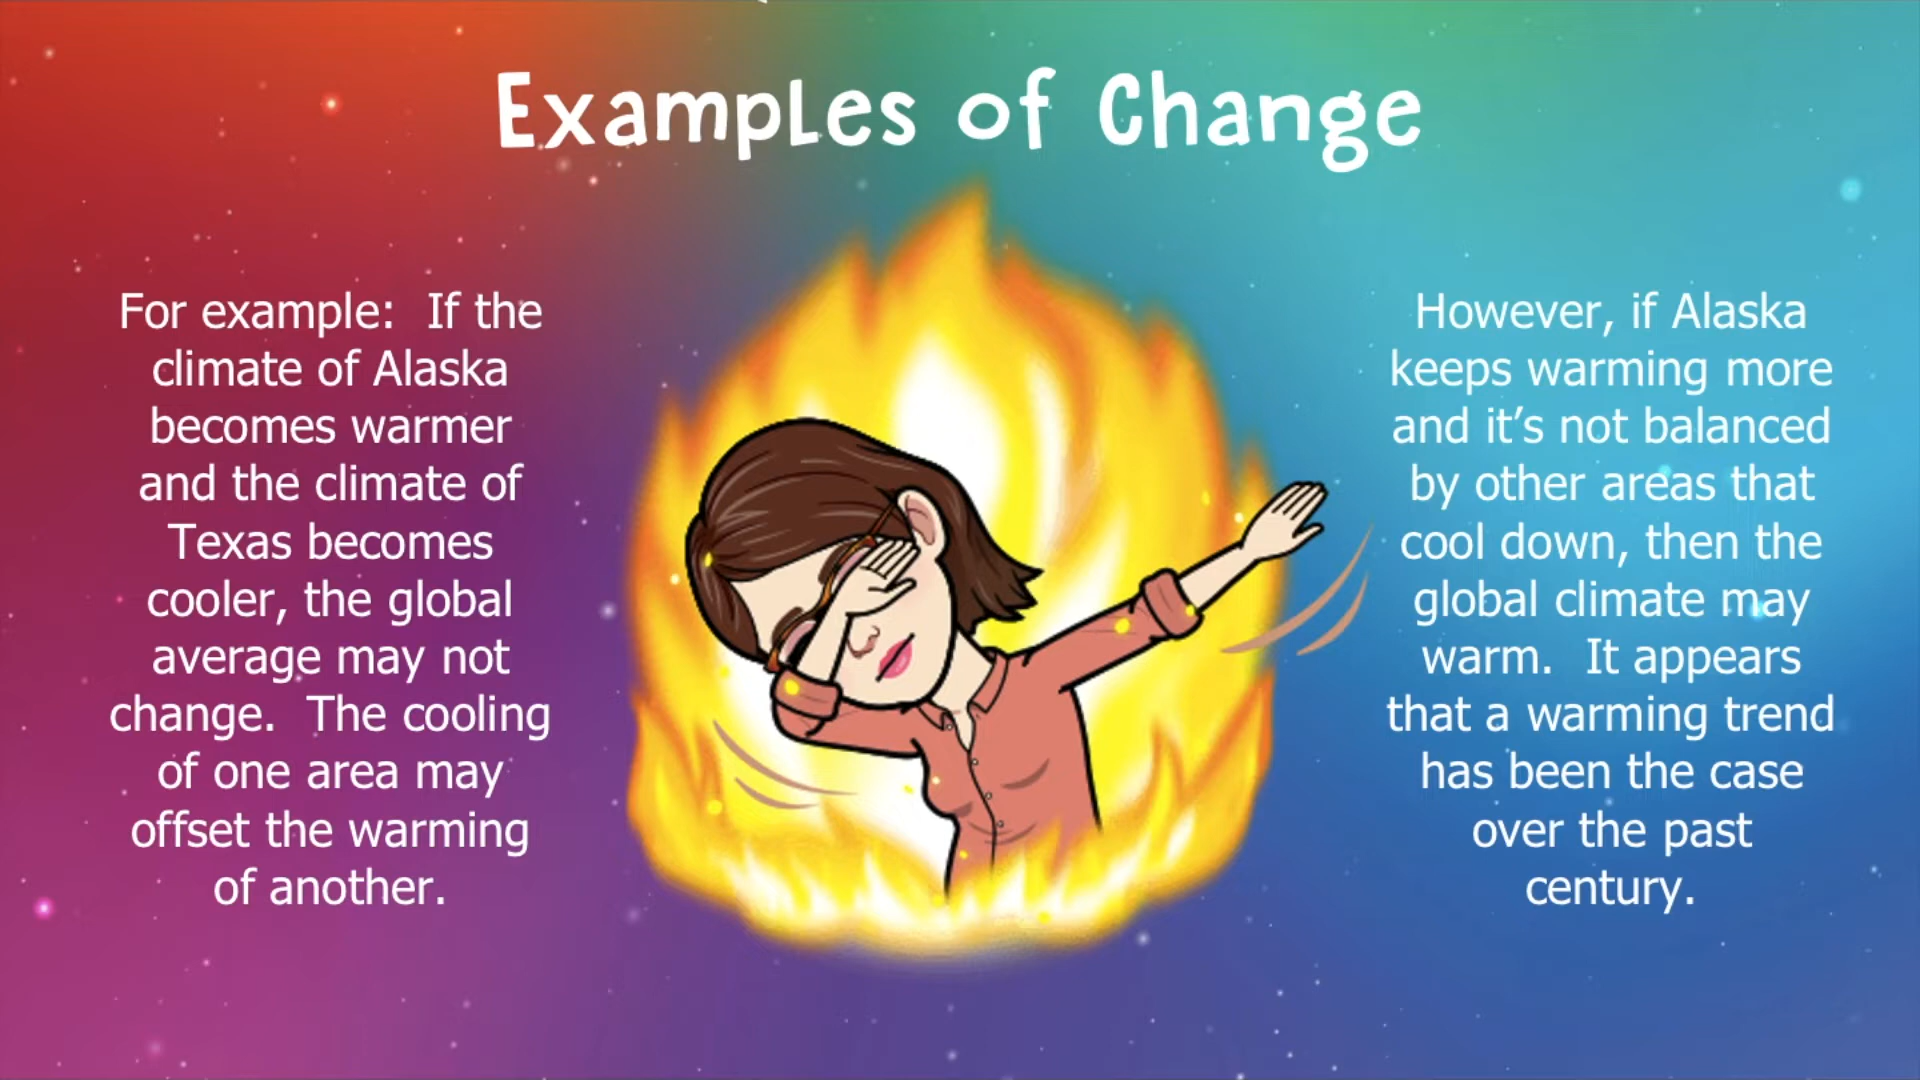 Examples of Change
For example:  If the
climate of Alaska
becomes warmer
and the climate of
Texas becomes
cooler, the global
average may not
change.  The cooling
of one area may
offset the warming
of another.
However, if Alaska
keeps warming more
and it’s not balanced
by other areas that
cool down, then the
global climate may
warm.  It appears
that a warming trend
has been the case
over the past
century.